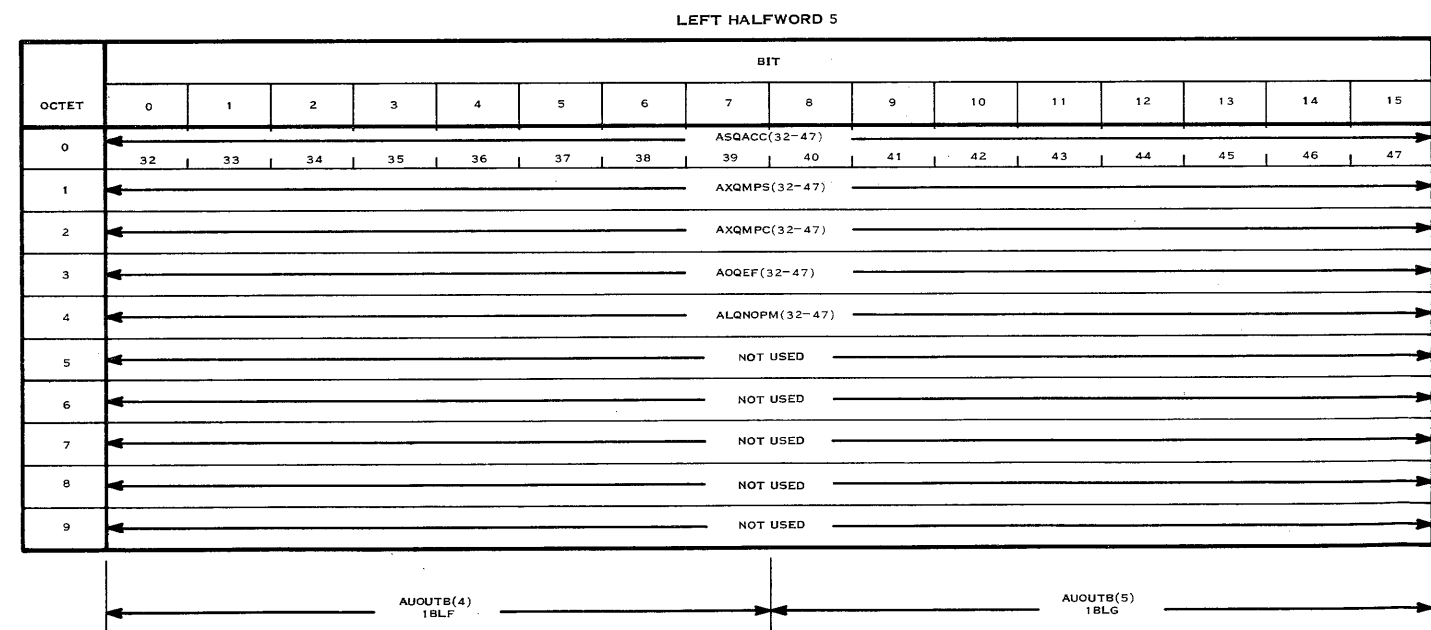 LEFT HALFWORD 5
BIT
OCTET 0 1 2 3 4 5 6 7 8 9 10 11 12 13 14 15
0 ASQACC(32-47)
32 33 34 35 36 37 38 39 40 41 42 43 44 45 46 47
1 AXQMPS(32-47)
2 AXQMPC(32-47)
3 AOQEF(32-47)
4 ALQNOPM(32-47)
5 NOT USED
6 NOT USED
7 NOT USED
8 NOT USED
9 NOT USED
AUOUTB(4) AUOUTB(5)
1BLF 1BLG